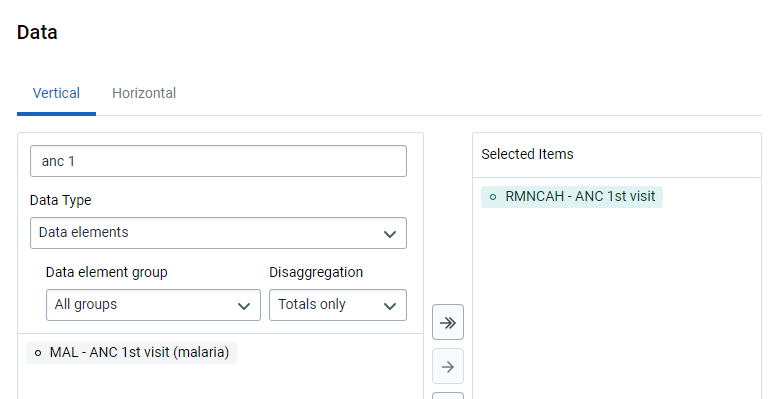 Data
Vertical Horizontal
anc 1
Data Type
Data elements
Data element group Disaggregation
All groups Totals only
MAL - ANC 1st visit (malaria)
Selected Items
RMNCAH - ANC 1st visit